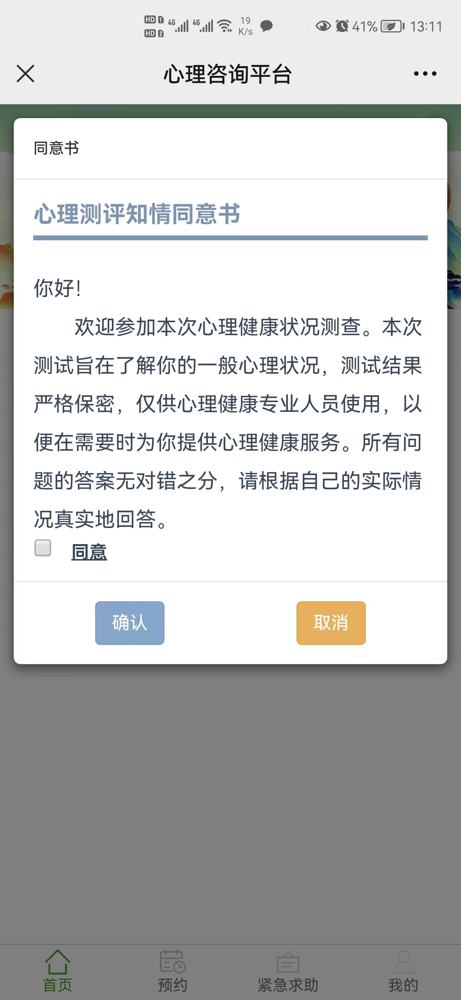 HD 1 4G 4G 19 41% 13:11
HD 2 K/s
心理咨询平台
同意书
心理测评知情同意书
你好!
欢迎参加本次心理健康状况测查。本次
测试旨在了解你的一般心理状况，测试结果
严格保密，仅供心理健康专业人员使用，以
便在需要时为你提供心理健康服务。所有问
题的答案无对错之分，请根据自己的实际情
况真实地回答。
同意
确认 取消
首页 预约 紧急求助 我的